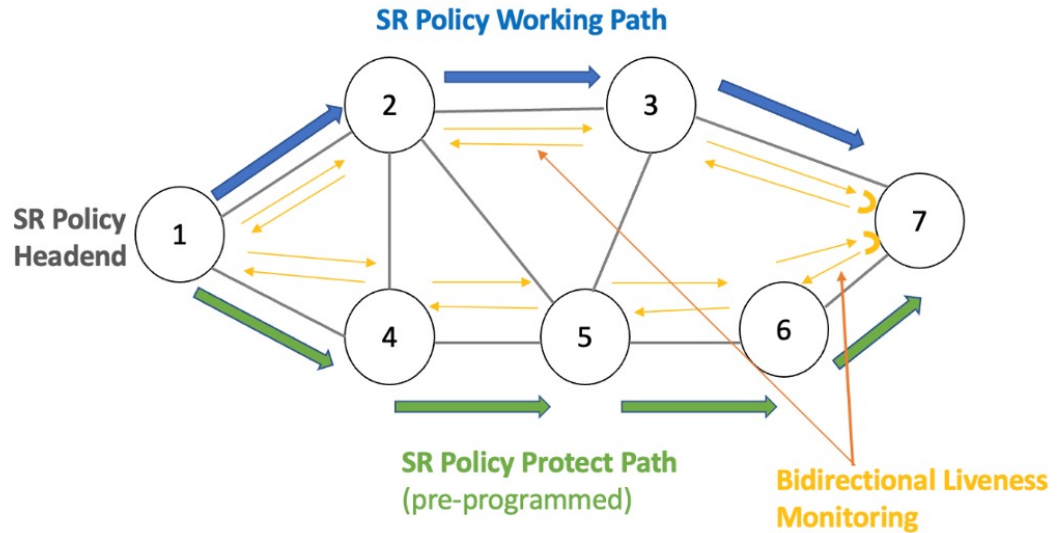 SR Policy Working Path
2
3
SR Policy
Headend
1
7
4
5
6
SR Policy Protect Path
(pre-programmed)
Bidirectional Liveness
Monitoring